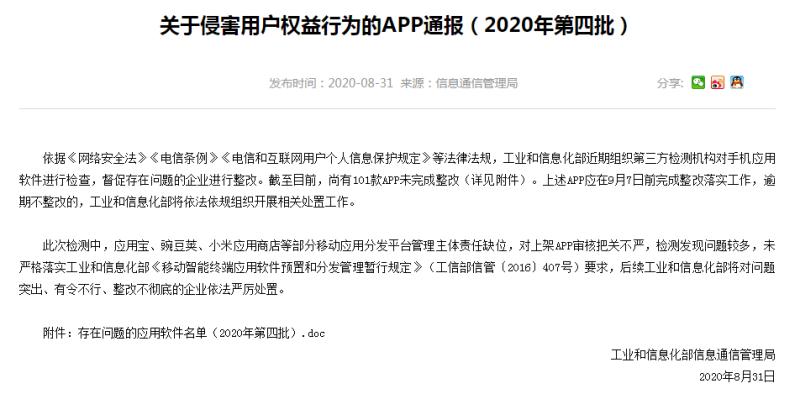 关于侵害用户权益行为的APP通报（2020年第四批）
发布时间：2020-08-31 来源：信息通信管理局
分享:
依据《网络安全法》《电信条例》《电信和互联网用户个人信息保护规定》等法律法规，工业和信息化部近期组织第三方检测机构对手机应用
软件进行检查，督促存在问题的企业进行整改。截至目前，尚有101款APP未完成整改（详见附件）。上述APP应在9月7日前完成整改落实工作，逾
期不整改的，工业和信息化部将依法依规组织开展相关处置工作。
此次检测中，应用宝、豌豆荚、小米应用商店等部分移动应用分发平台管理主体责任缺位，对上架APP审核把关不严，检测发现问题较多，未
严格落实工业和信息化部《移动智能终端应用软件预置和分发管理暂行规定》（工信部信管〔2016〕407号）要求，后续工业和信息化部将对问题
突出、有令不行、整改不彻底的企业依法严厉处置。
附件：存在问题的应用软件名单（2020年第四批）.doc
工业和信息化部信息通信管理局
2020年8月31日